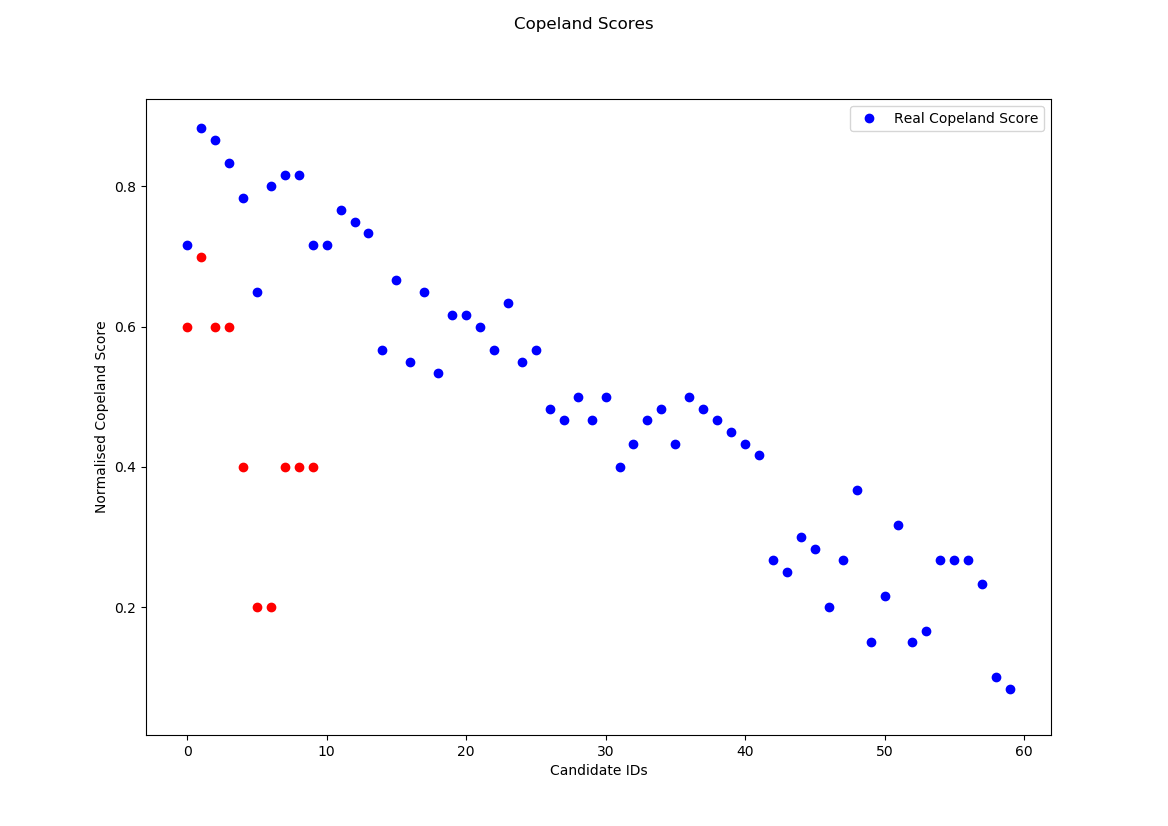 Copeland Scores
Real Copeland Score
0.8
0.6
0.4
0.2
Normalised Copeland Score
0 10 20 30 40 50 60
Candidate IDs